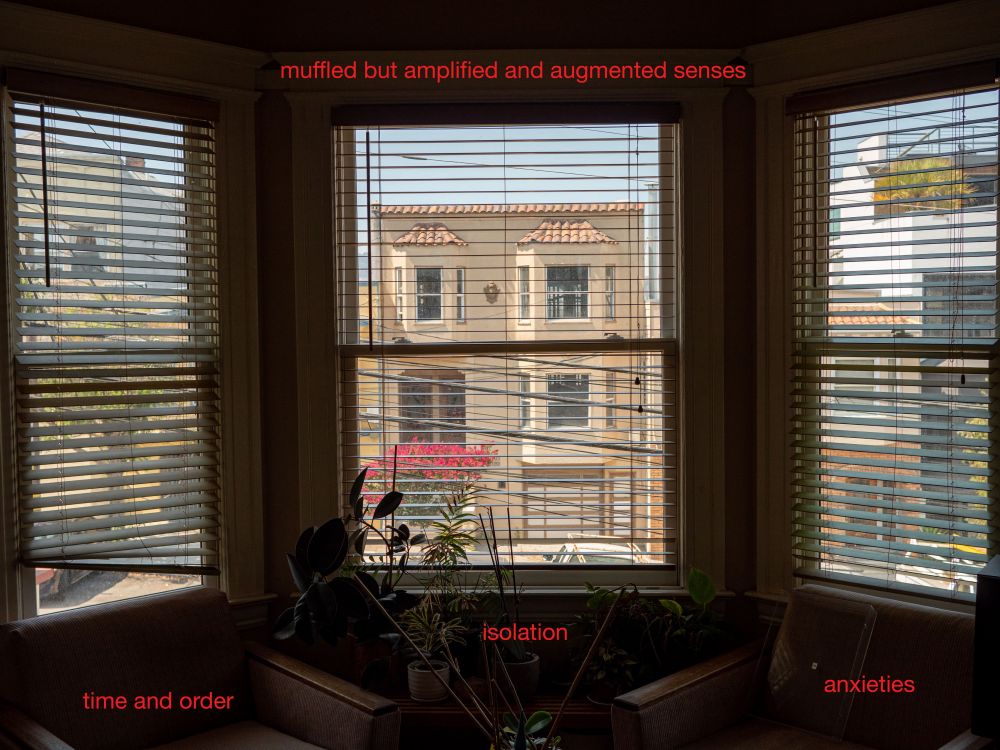 muffled but amplified and augmented senses
isolation
time and order
anxieties